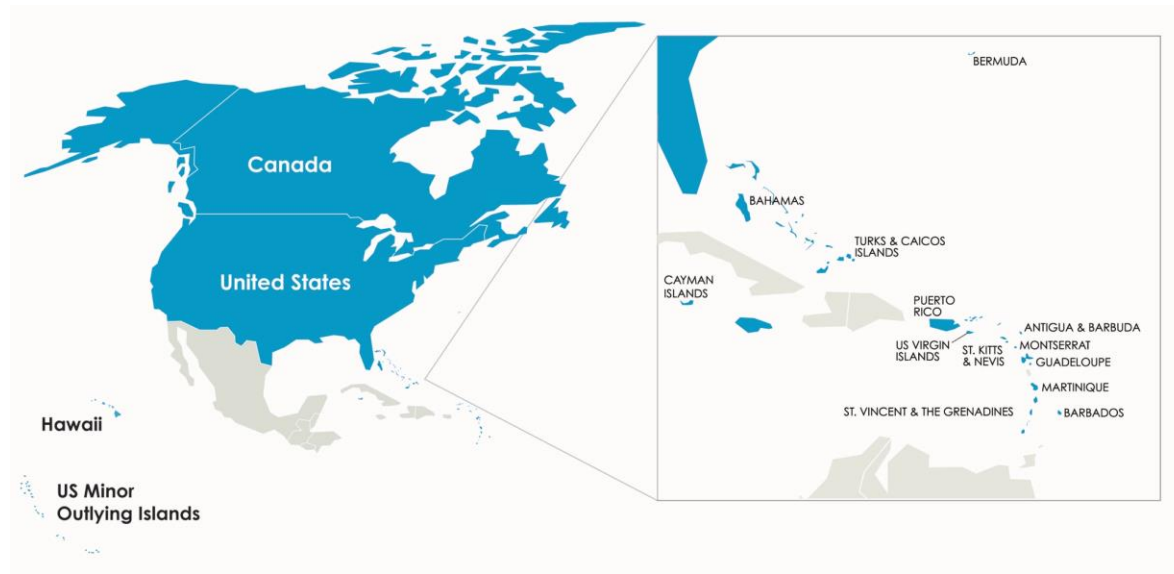 Canada
United States
Hawaii
US Minor
Outlying Islands
BERMUDA
BAHAMAS
TURKS & CAICOS
ISLANDS
CAYMAN
ISLANDS
PUERTO
RICO
US VIRGIN
ISLANDS
ST. KITTS
& NEVIS
ANTIGUA & BARBUDA
MONTSERRAT
GUADELOUPE
MARTINIQUE
ST. VINCENT & THE GRENADINES
BARBADOS